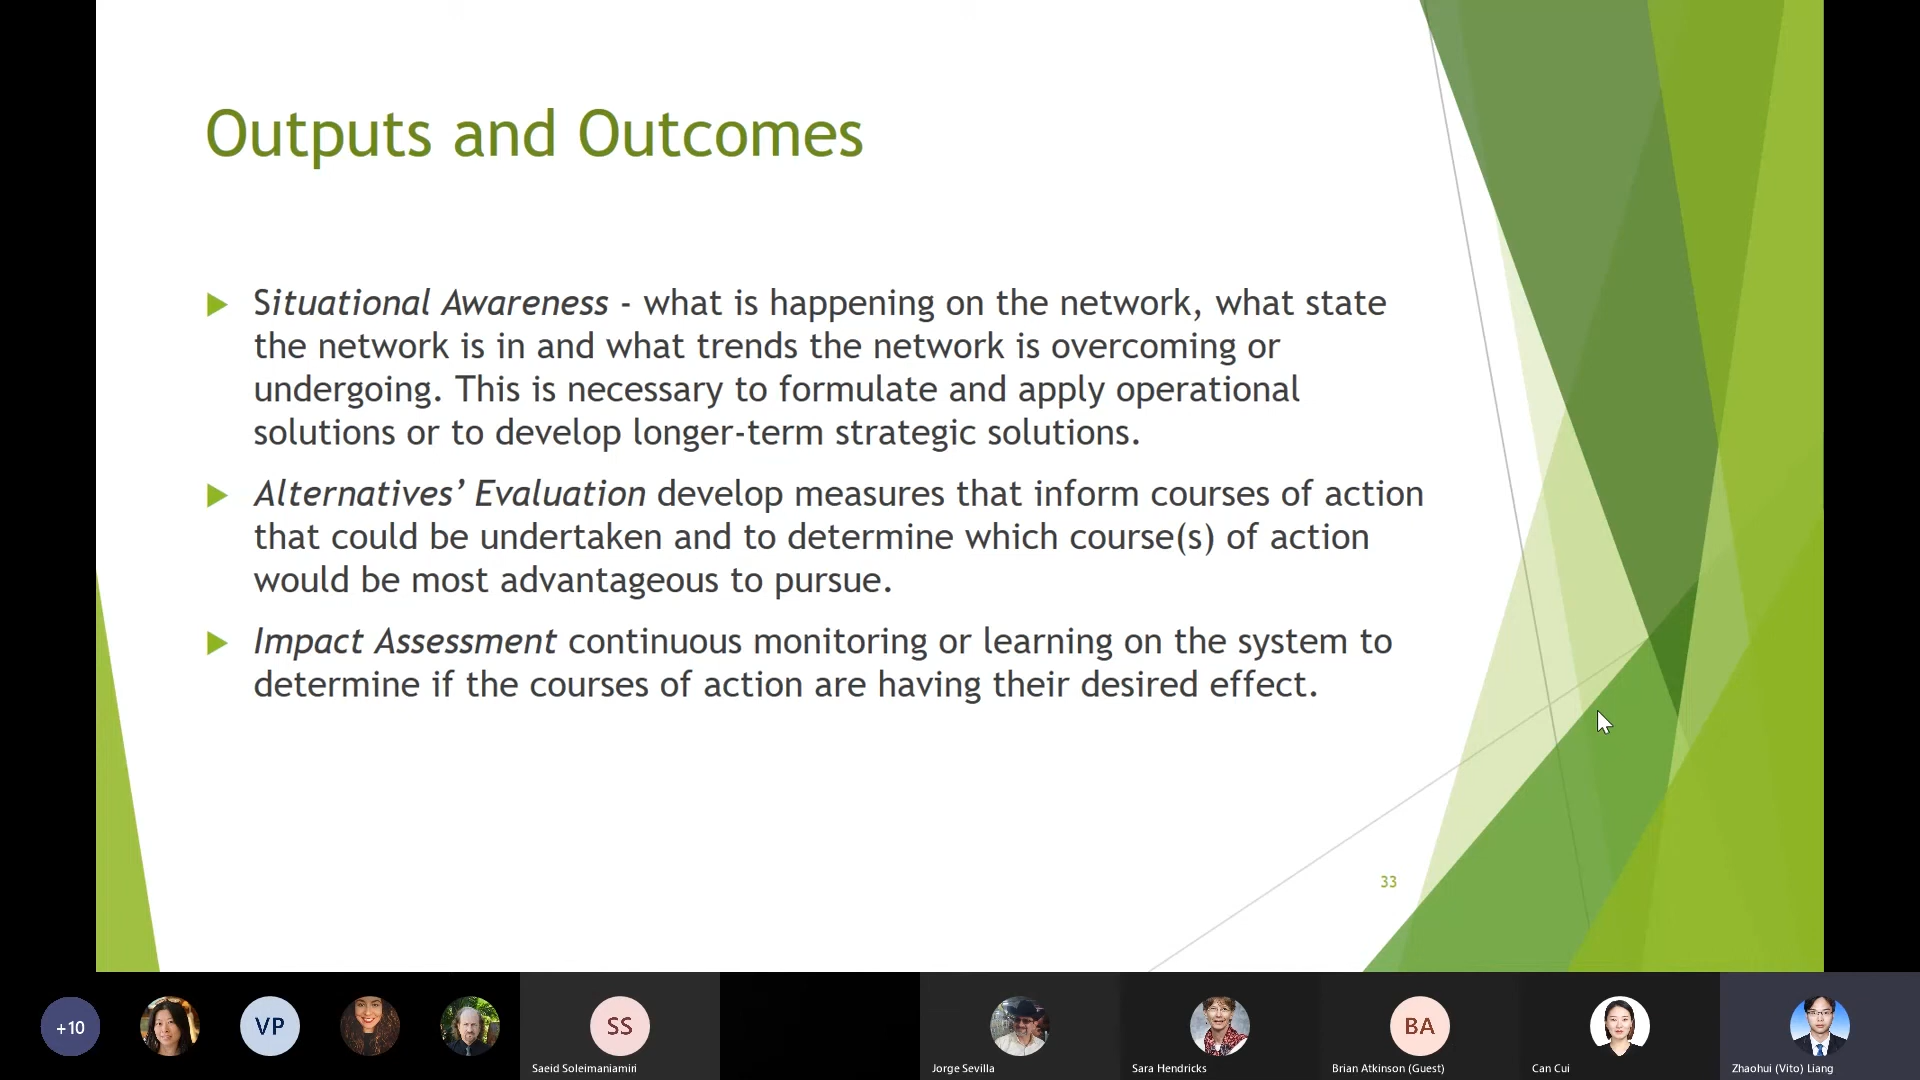 Outputs and Outcomes
Situational Awareness - what is happening on the network, what state
the network is in and what trends the network is overcoming or
undergoing. This is necessary to formulate and apply operational
solutions or to develop longer-term strategic solutions.
Alternatives’ Evaluation develop measures that inform courses of action
that could be undertaken and to determine which course(s) of action
would be most advantageous to pursue.
Impact Assessment continuous monitoring or learning on the system to
determine if the courses of action are having their desired effect.
33
+10
VP
SS
BA
Saeid Soleimaniamiri
Jorge Sevilla
Sara Hendricks
Brian Atkinson (Guest)
Can Cui
Zhaohui (Vito) Liang